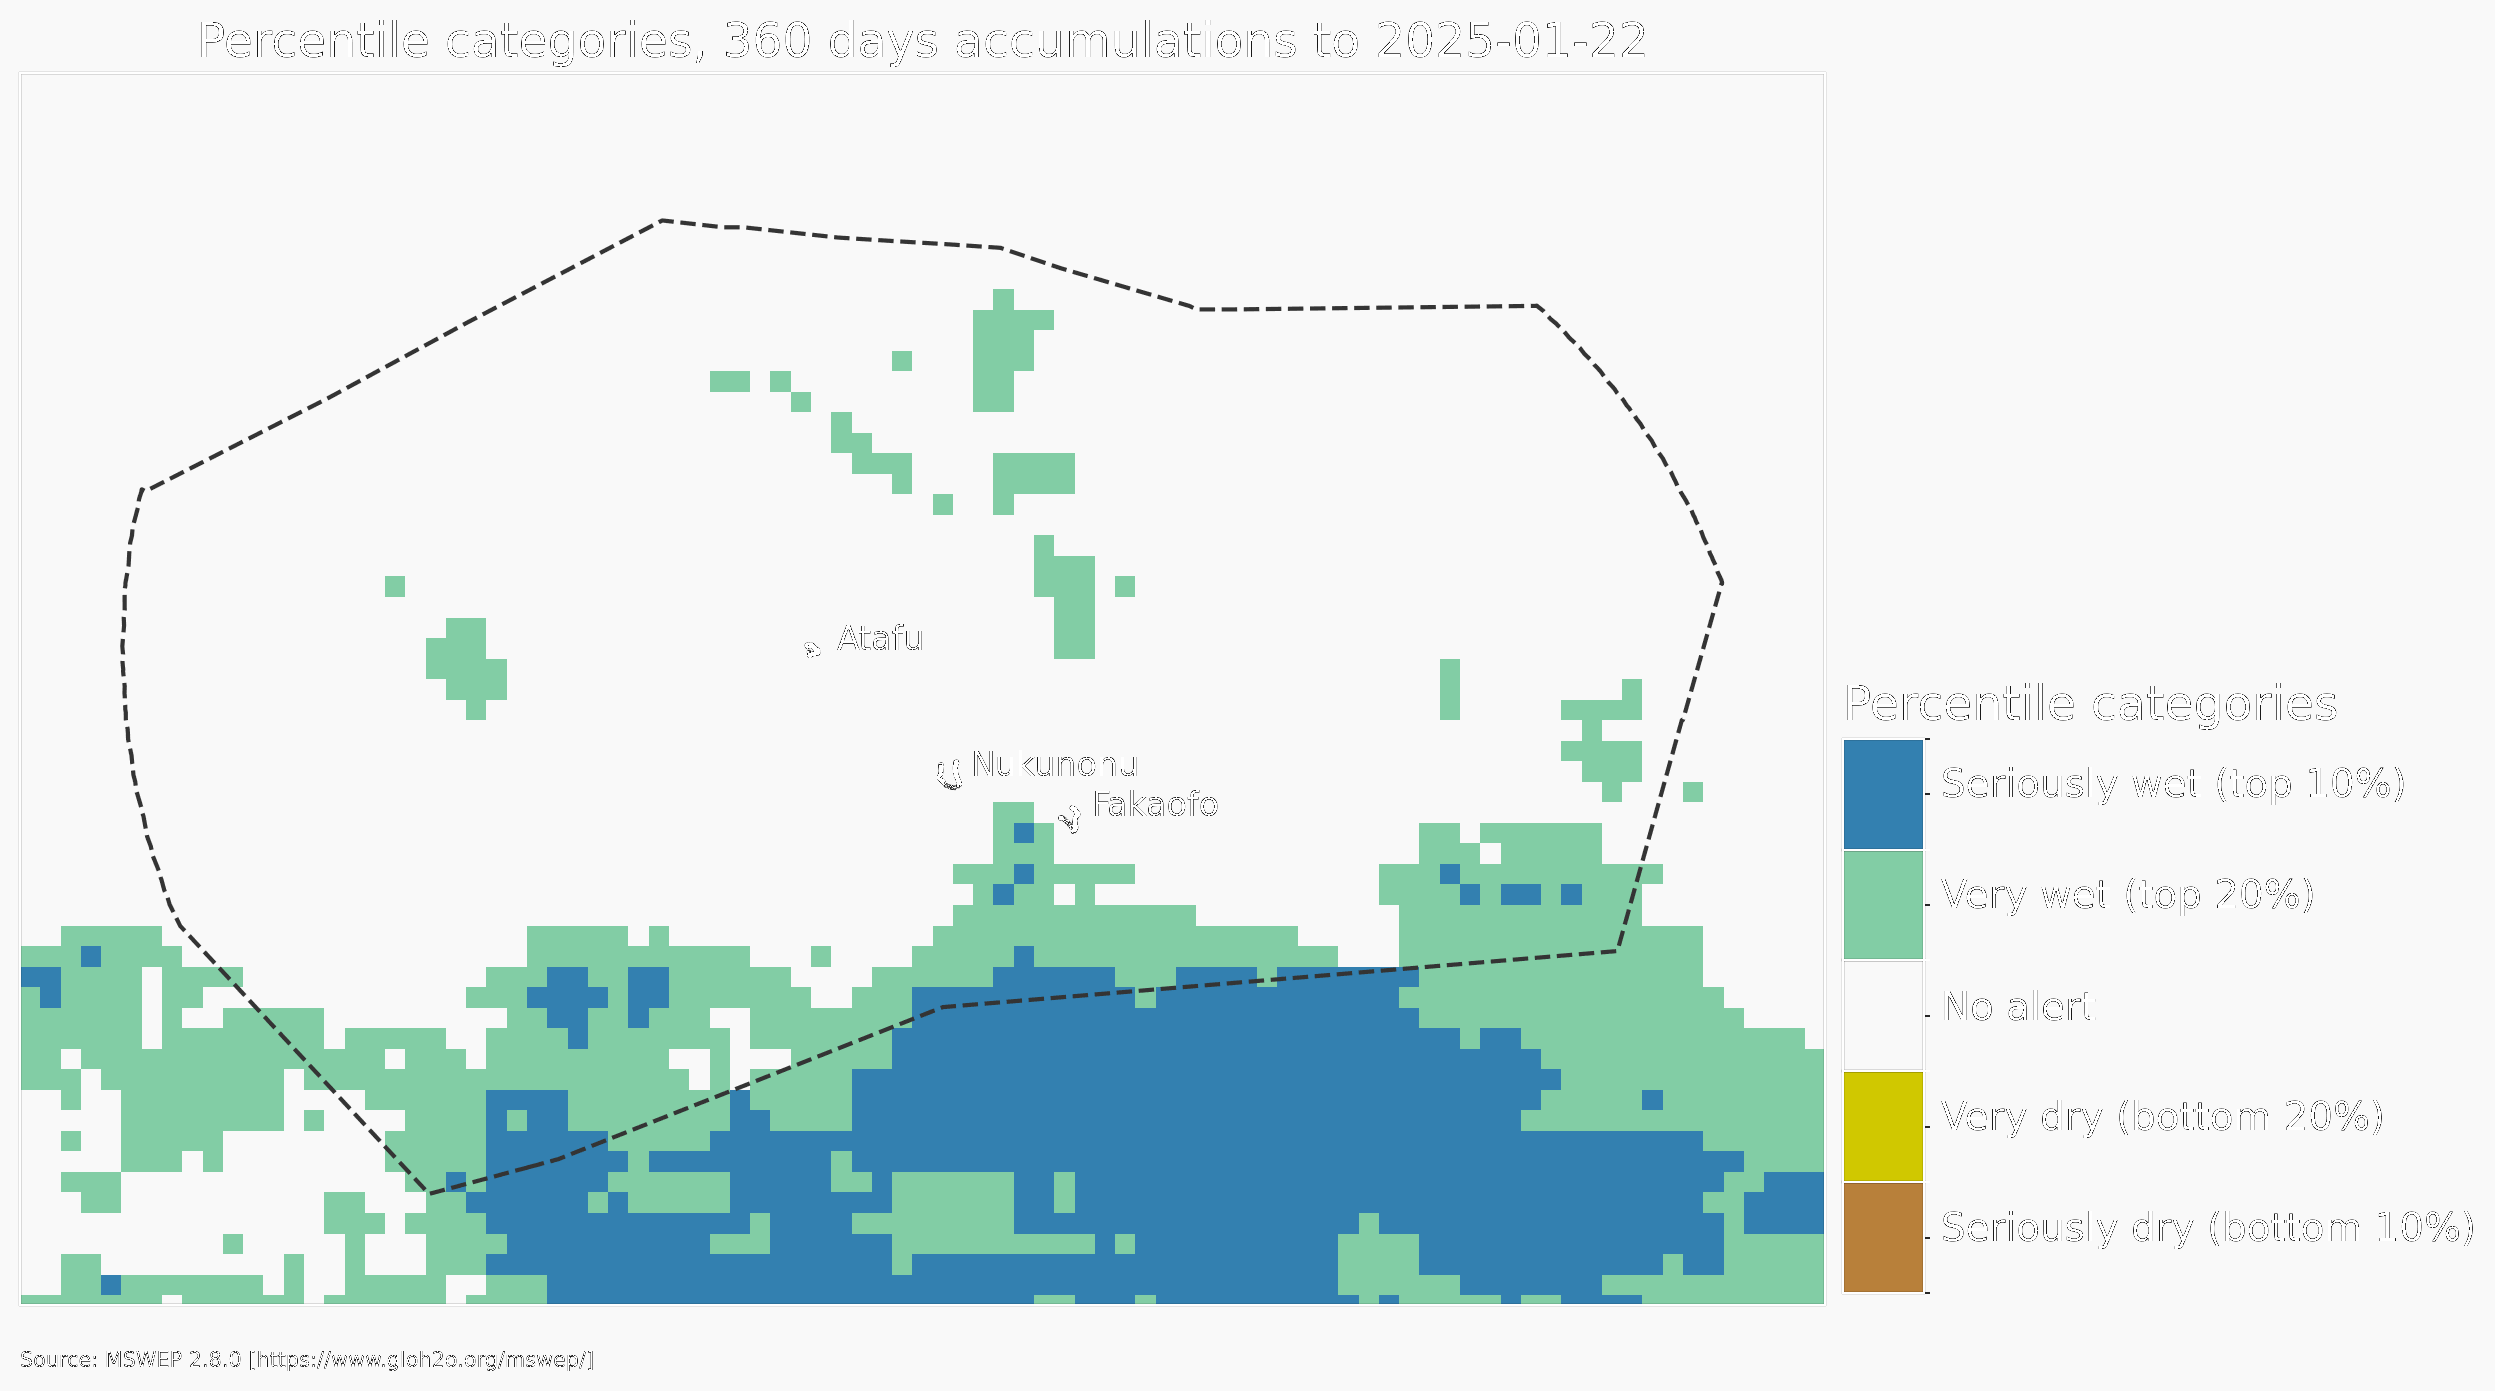 Percentile categories, 360 days accumulations to 2025-01-22
Atafu
Nukunonu
Fakaofo
Percentile categories
Seriously wet (top 10%)
Very wet (top 20%)
No alert
Very dry (bottom 20%)
Seriously dry (bottom 10%)
Source: MSWEP 2.8.0 [https://www.gloh2o.org/mswep/]